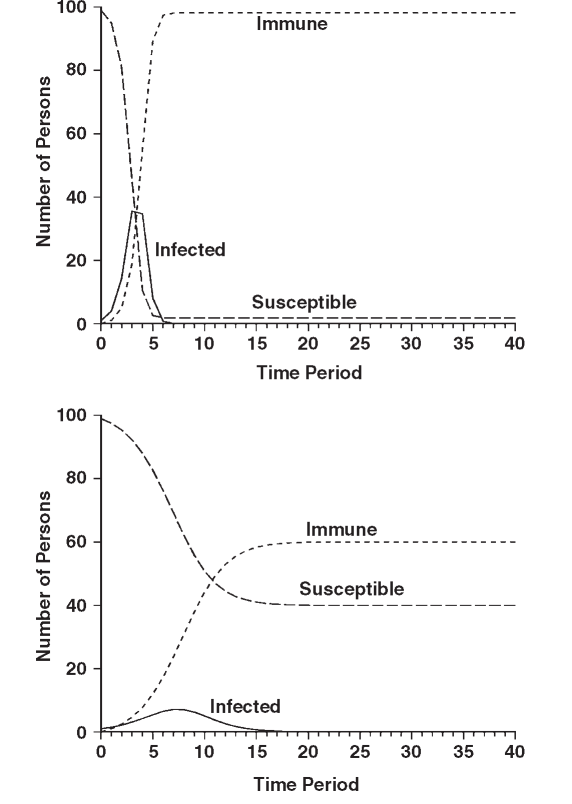 100
80
60
40
20
0
Number of Persons
Immune
Infected
Susceptible
0 5 10 15 20 25 30 35 40
Time Period
100
80
60
40
20
0
Number of Persons
Immune
Susceptible
Infected
0 5 10 15 20 25 30 35 40
Time Period